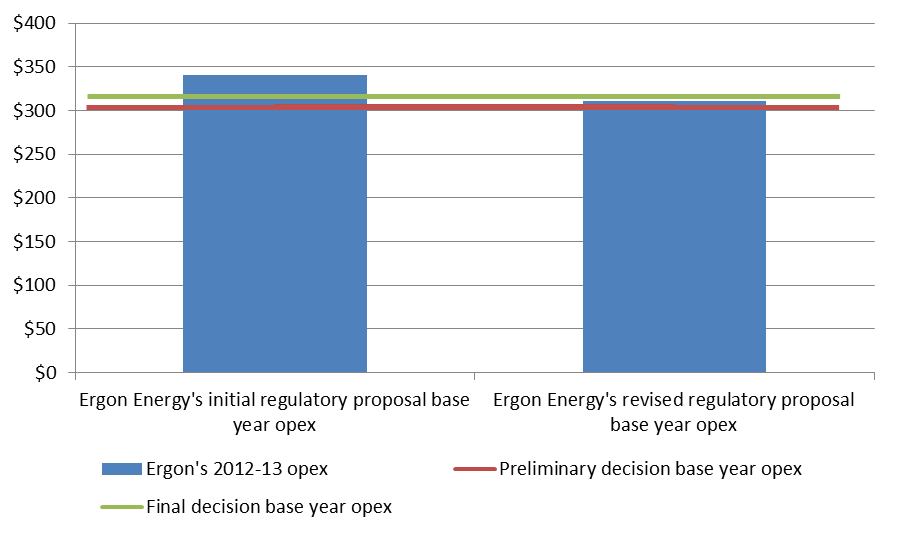 $400
$350
$300
$250
$200
$150
$100
$50
$0
Ergon Energy's initial regulatory proposal base
year opex
Ergon Energy's revised regulatory proposal
base year opex
Ergon's 2012-13 opex
Preliminary decision base year opex
Final decision base year opex